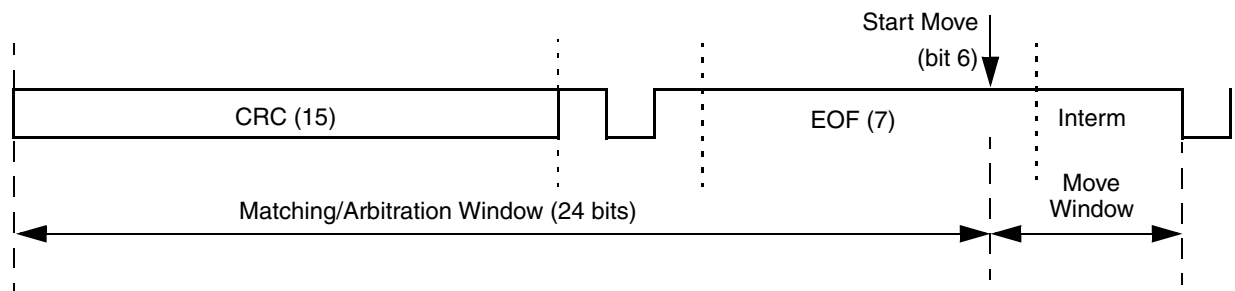 Start Move
(bit 6)
CRC (15)
EOF (7)
Interm
Matching/Arbitration Window (24 bits)
Move
Window